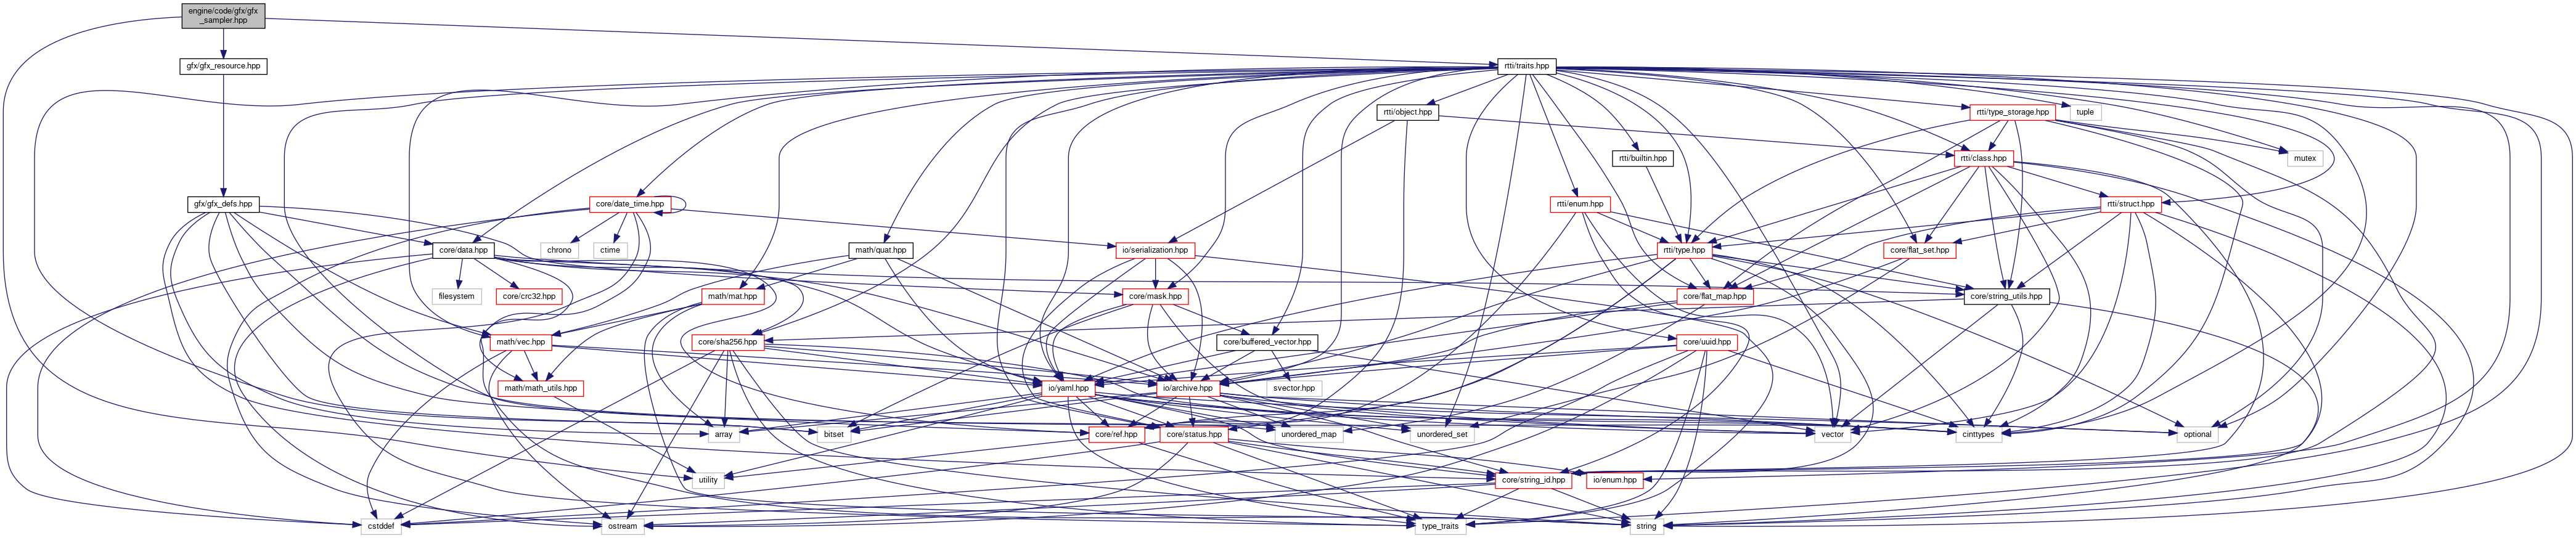 engine/code/gfx/gfx
_sampler.hpp
gfx/gfx_resource.hpp
rtti/traits.hpp
rtti/object.hpp
rtti/type_storage.hpp
tuple
rtti/builtin.hpp
rtti/class.hpp
mutex
gfx/gfx_defs.hpp
core/date_time.hpp
rtti/enum.hpp
rtti/struct.hpp
core/data.hpp
chrono
ctime
math/quat.hpp
io/serialization.hpp
rtti/type.hpp
core/flat_set.hpp
filesystem
core/crc32.hpp
math/mat.hpp
core/mask.hpp
core/flat_map.hpp
core/string_utils.hpp
math/vec.hpp
core/sha256.hpp
core/buffered_vector.hpp
core/uuid.hpp
math/math_utils.hpp
io/yaml.hpp
io/archive.hpp
svector.hpp
array
bitset
core/ref.hpp
core/status.hpp
unordered_map
unordered_set
vector
cinttypes
optional
utility
core/string_id.hpp
io/enum.hpp
cstddef
ostream
type_traits
string